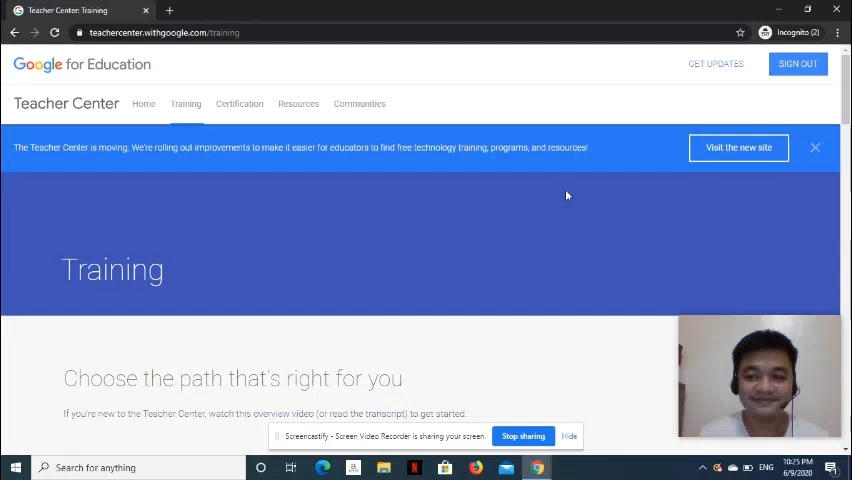 Teacher Center: Training
teachercenter.withgoogle.com/training
Incognito (2)
Google for Education
GET UPDATES
SIGN OUT
Teacher Center
Home
Training
Certification
Resources
Communities
The Teacher Center is moving. We're rolling out improvements to make it easier for educators to find free technology training, programs, and resources!
Visit the new site
Training
Choose the path that's right for you
If you're new to the Teacher Center, watch this overview video (or read the transcript) to get started.
Screencastify - Screen Video Recorder is sharing your screen.
Stop sharing
Hide
Search for anything
ENG
10:25 PM
6/9/2020